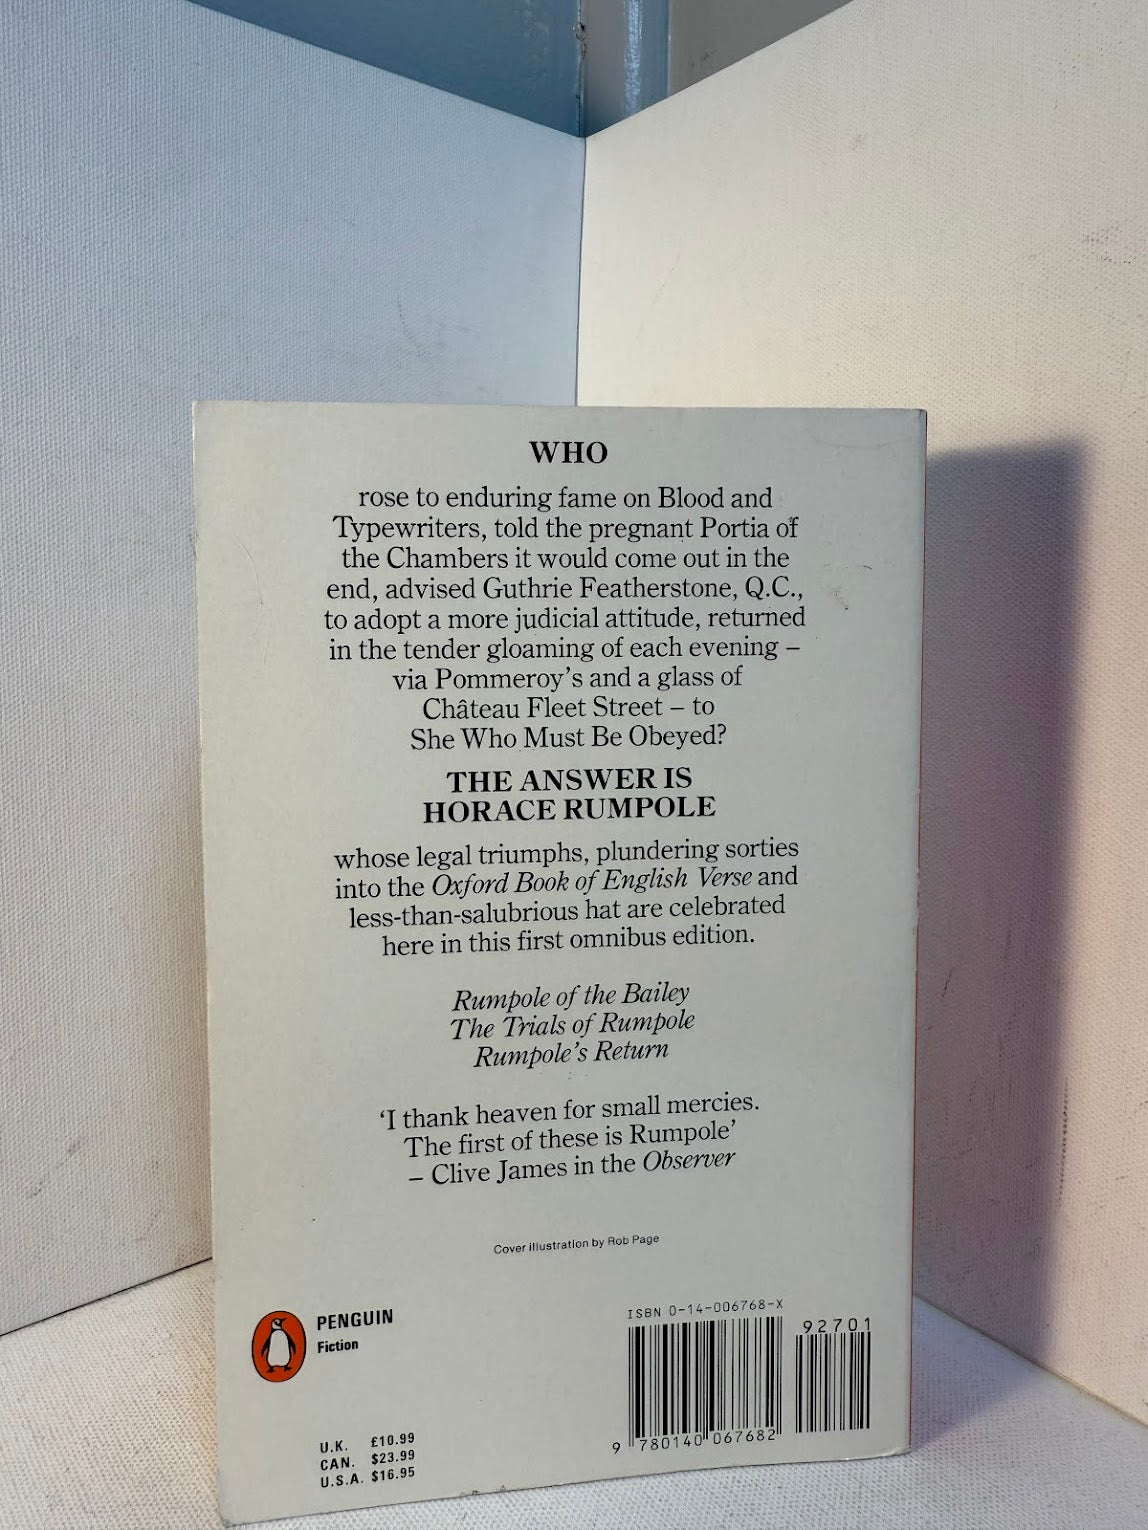 WHO
rose to enduring fame on Blood and
Typewriters, told the pregnant Portia of
the Chambers it would come out in the
end, advised Guthrie Featherstone, Q.C.,
to adopt a more judicial attitude, returned
in the tender gloaming of each evening –
via Pommeroy's and a glass of
Château Fleet Street – to
She Who Must Be Obeyed?
THE ANSWER IS
HORACE RUMPOLE
whose legal triumphs, plundering sorties
into the Oxford Book of English Verse and
less-than-salubrious hat are celebrated
here in this first omnibus edition.
Rumpole of the Bailey
The Trials of Rumpole
Rumpole's Return
'I thank heaven for small mercies.
The first of these is Rumpole'
– Clive James in the Observer
Cover illustration by Rob Page
PENGUIN
Fiction
U.K. £10.99
CAN. $23.99
U.S.A. $16.95
ISBN 0-14-006768-X
92701
9 780140 067682